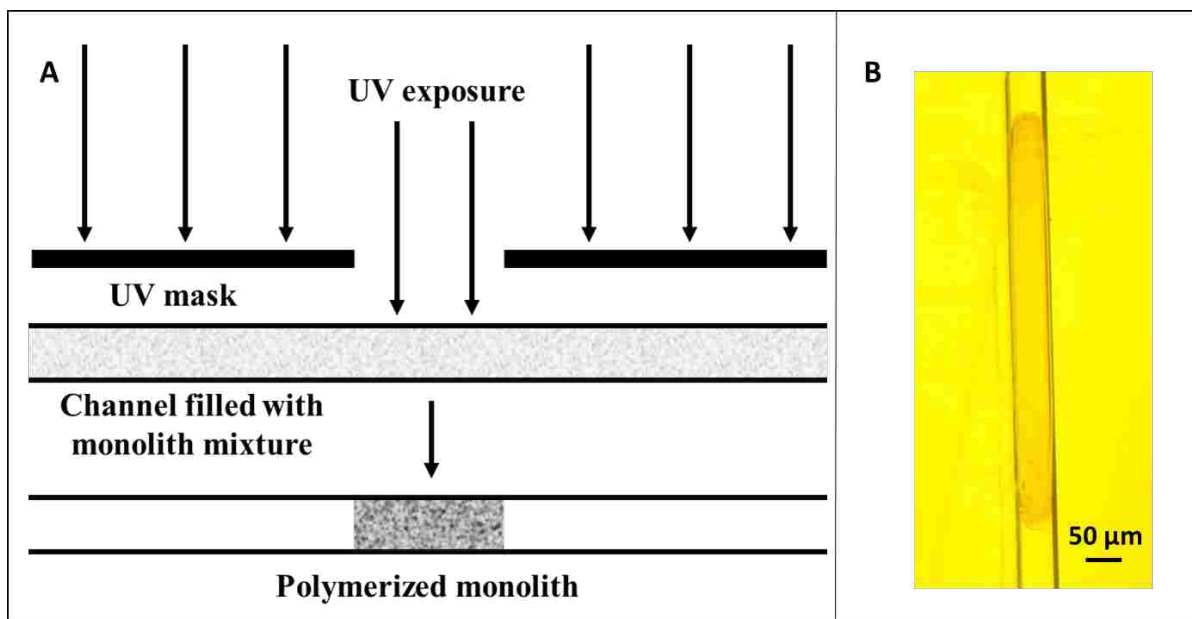 A
UV exposure
UV mask
Channel filled with
monolith mixture
Polymerized monolith
B
50 µm